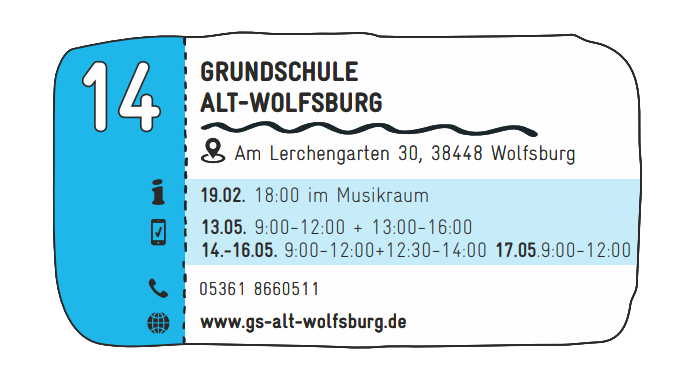 14
GRUNDSCHULE
ALT-WOLFSBURG
Am Lerchengarten 30, 38448 Wolfsburg
19.02. 18:00 im Musikraum
13.05. 9:00-12:00 + 13:00-16:00
14.-16.05. 9:00-12:00+12:30-14:00 17.05.9:00-12:00
05361 8660511
www.gs-alt-wolfsburg.de